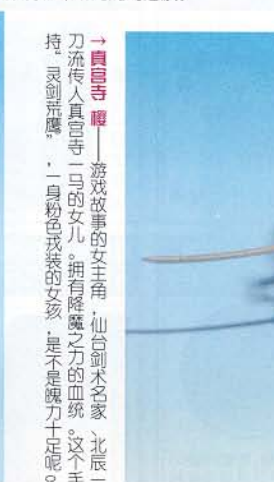 →真宫寺 樱——游戏故事的女主角，仙台剑术名家、北辰一
刀流传人真宫寺一马的女儿。拥有降魔之力的血统。这个手
持“灵剑荒鹰”，一身粉色戎装的女孩，是不是魄力十足呢。